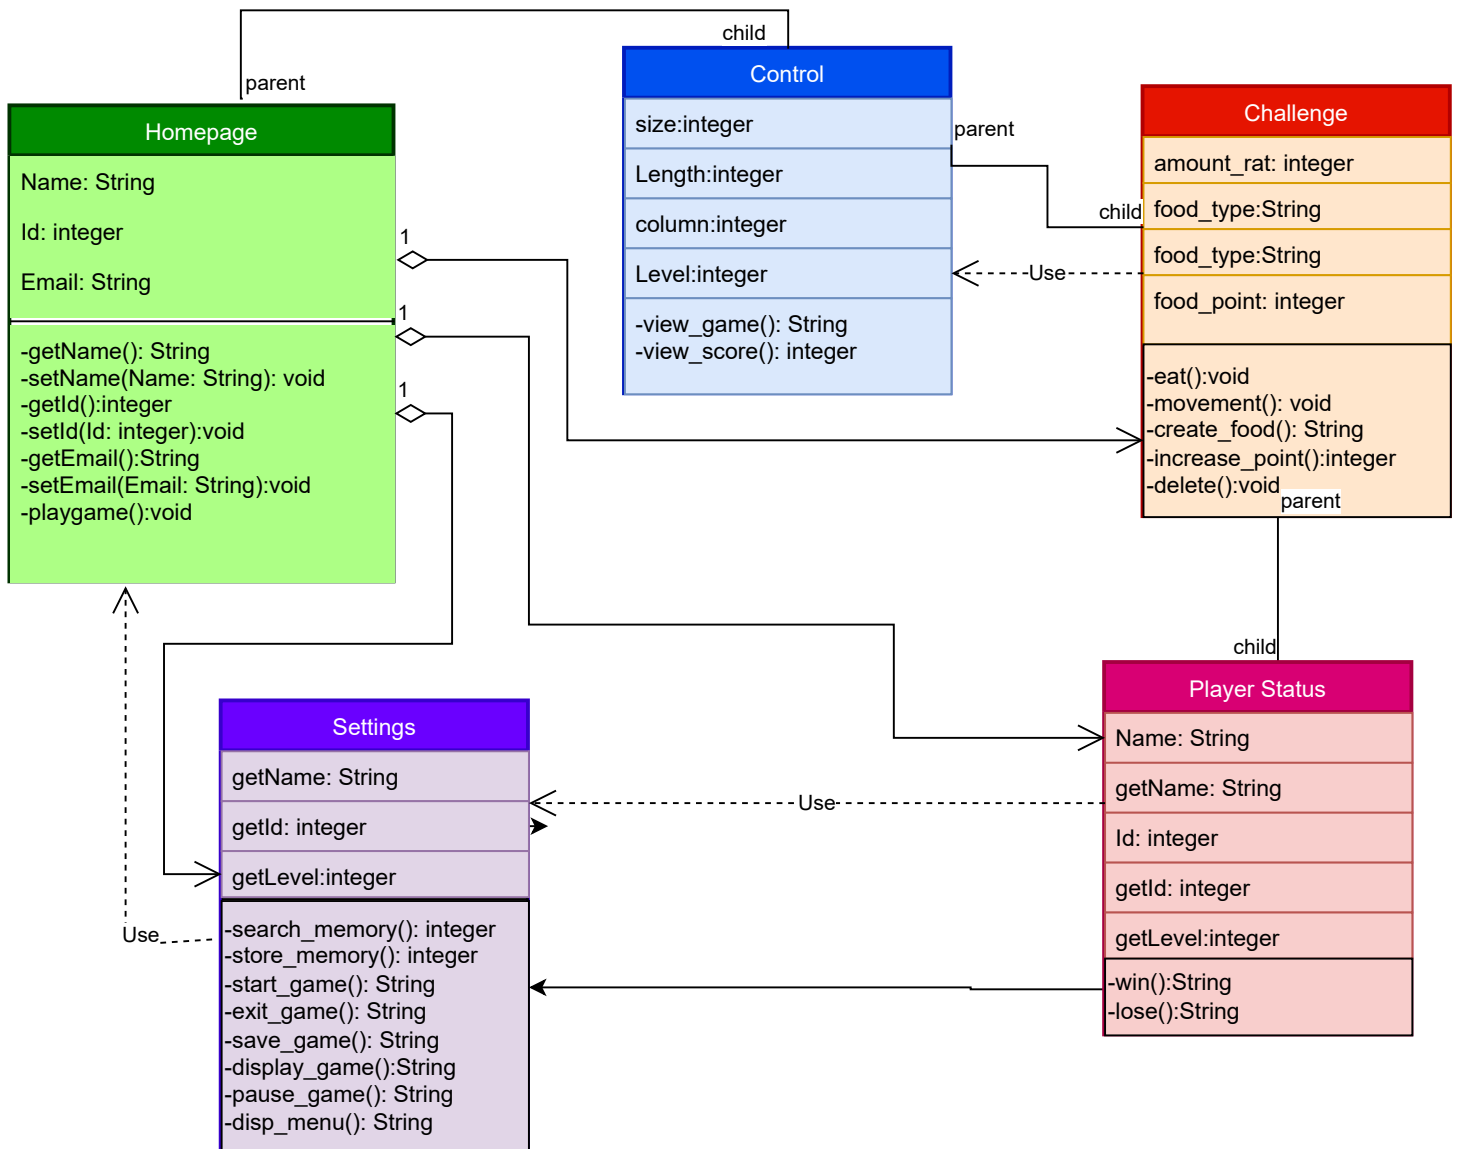 child
parent
Homepage
Name: String
Id: integer
Email: String
-getName(): String
-setName(Name: String): void
-getId():integer
-setId(Id: integer):void
-getEmail():String
-setEmail(Email: String):void
-playgame():void
1
1
1
Control
size:integer
Length:integer
column:integer
Level:integer
-view_game(): String
-view_score(): integer
parent
child
Use
Challenge
amount_rat: integer
food_type:String
food_type:String
food_point: integer
-eat():void
-movement(): void
-create_food(): String
-increase_point():integer
-delete():void
parent
child
Settings
getName: String
getId: integer
getLevel:integer
-search_memory(): integer
-store_memory(): integer
-start_game(): String
-exit_game(): String
-save_game(): String
-display_game():String
-pause_game(): String
-disp_menu(): String
Use
Use
Player Status
Name: String
getName: String
Id: integer
getId: integer
getLevel:integer
-win():String
-lose():String